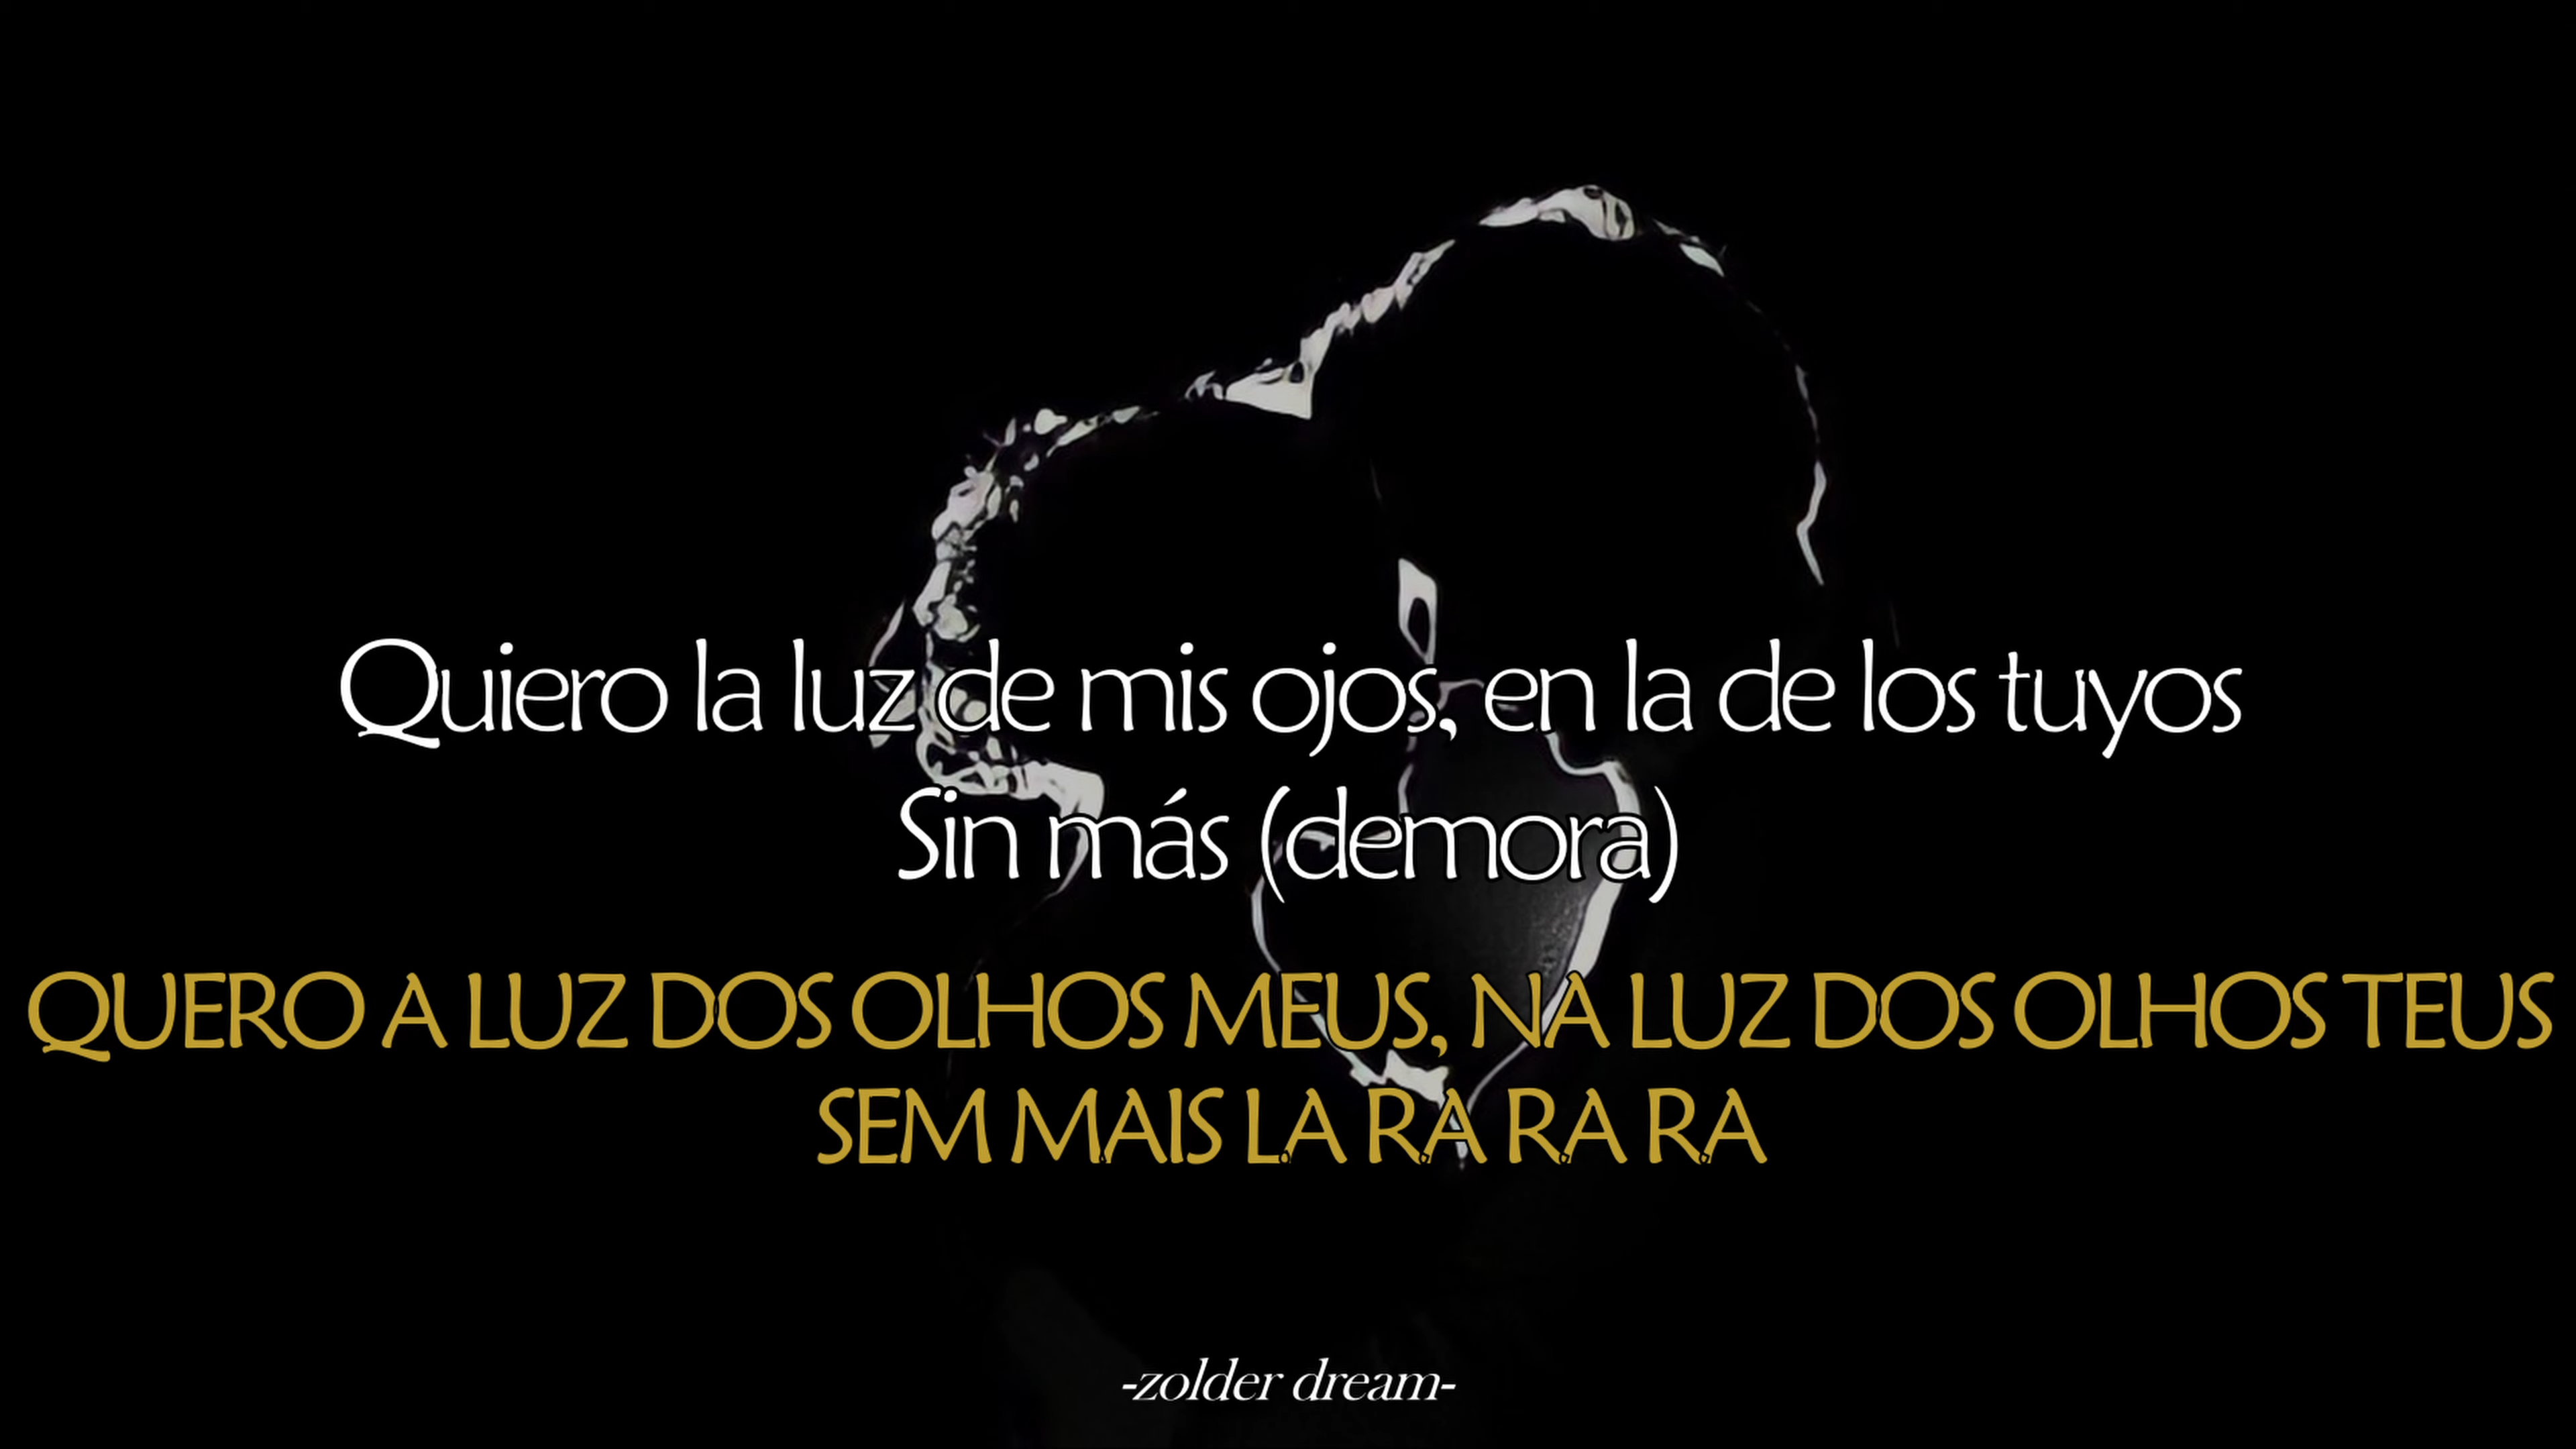 Quiero la luz de mis ojos, en la de los tuyos
Sin más (demora)
QUERO A LUZ DOS OLHOS MEUS, NA LUZ DOS OLHOS TEUS
SEM MAIS LA RA RA RA
-zolder dream-